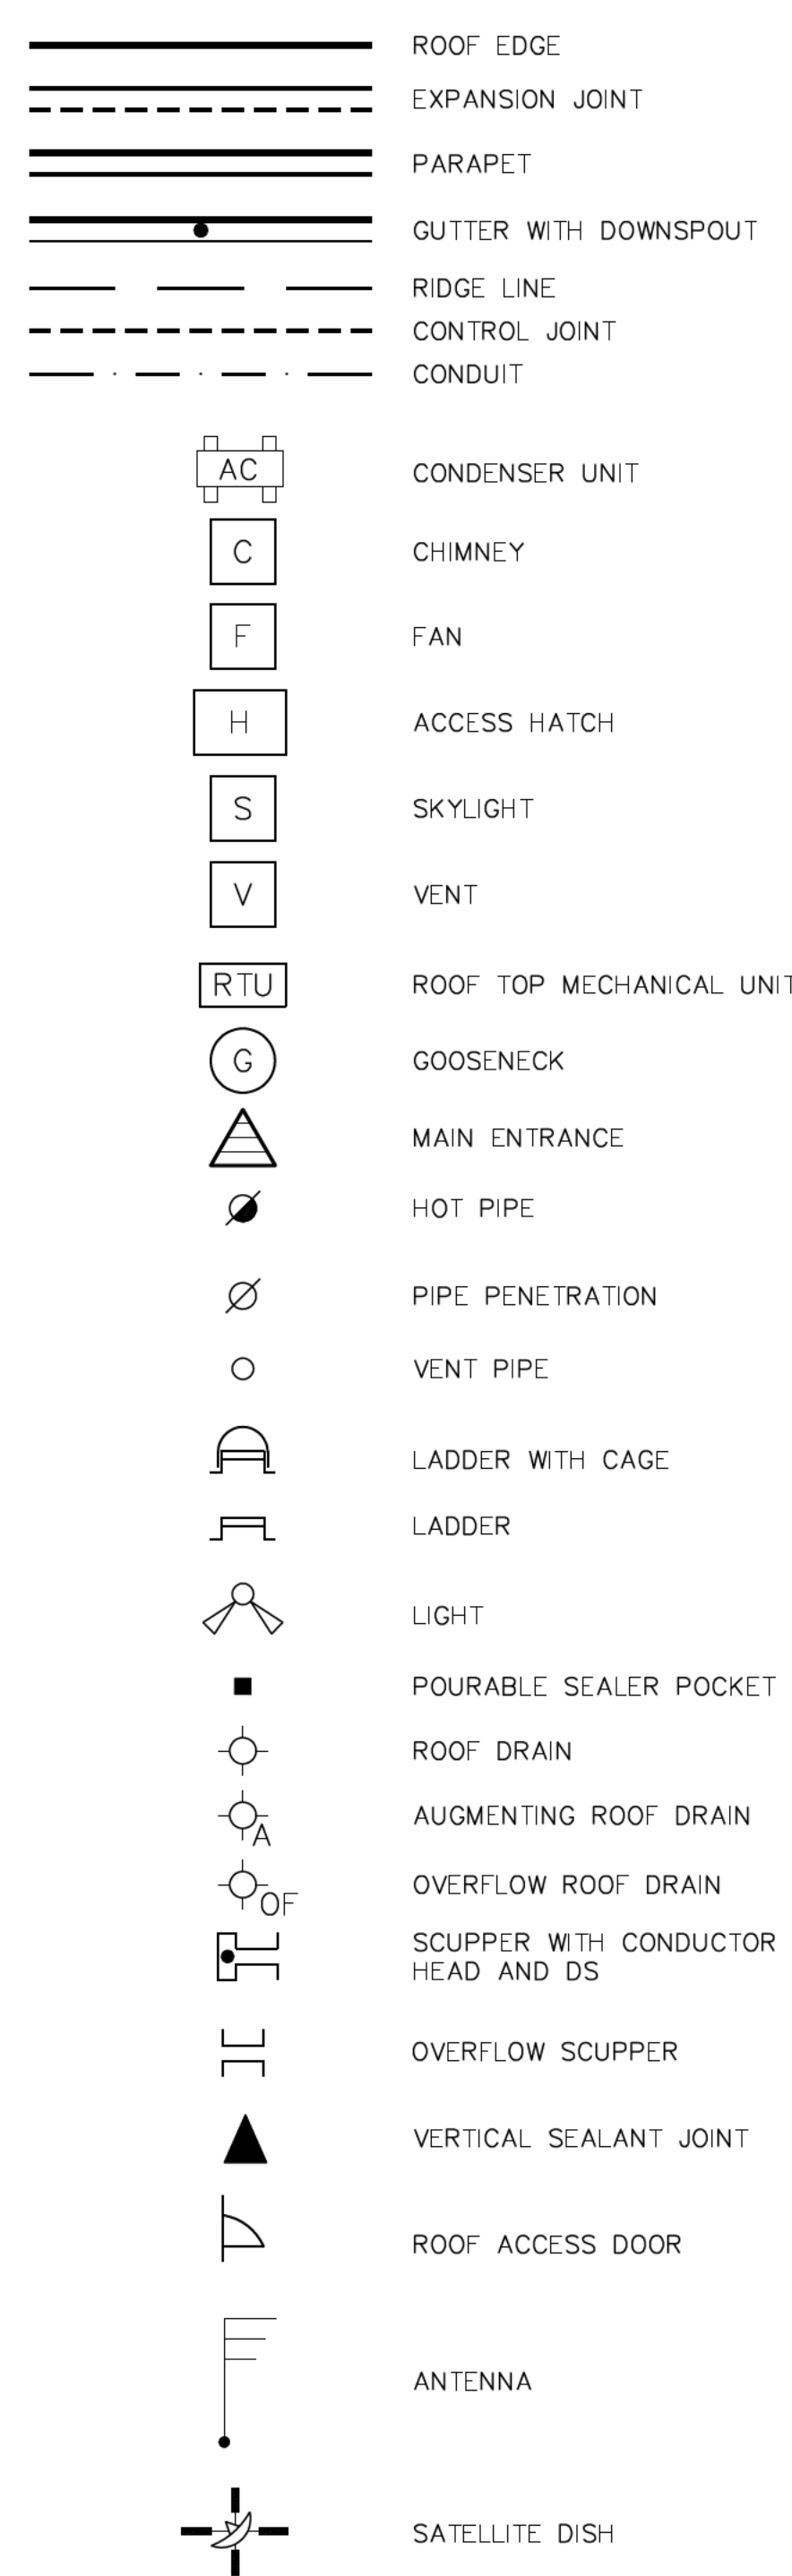 ROOF EDGE
EXPANSION JOINT
PARAPET
GUTTER WITH DOWNSPOUT
RIDGE LINE
CONTROL JOINT
CONDUIT
AC CONDENSER UNIT
C CHIMNEY
F FAN
H ACCESS HATCH
S SKYLIGHT
V VENT
RTU ROOF TOP MECHANICAL UNIT
G GOOSENECK
MAIN ENTRANCE
HOT PIPE
PIPE PENETRATION
VENT PIPE
LADDER WITH CAGE
LADDER
LIGHT
POURABLE SEALER POCKET
ROOF DRAIN
A AUGMENTING ROOF DRAIN
OF OVERFLOW ROOF DRAIN
SCUPPER WITH CONDUCTOR
HEAD AND DS
OVERFLOW SCUPPER
VERTICAL SEALANT JOINT
ROOF ACCESS DOOR
ANTENNA
SATELLITE DISH